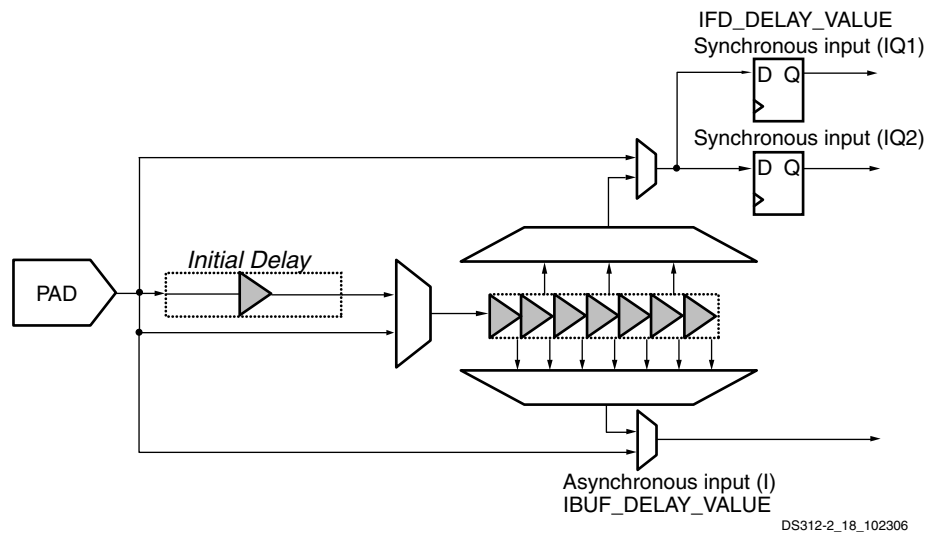 IFD_DELAY_VALUE
Synchronous input (IQ1)
D Q
Synchronous input (IQ2)
D Q
Initial Delay
PAD
Asynchronous input (I)
IBUF_DELAY_VALUE
DS312-2_18_102306